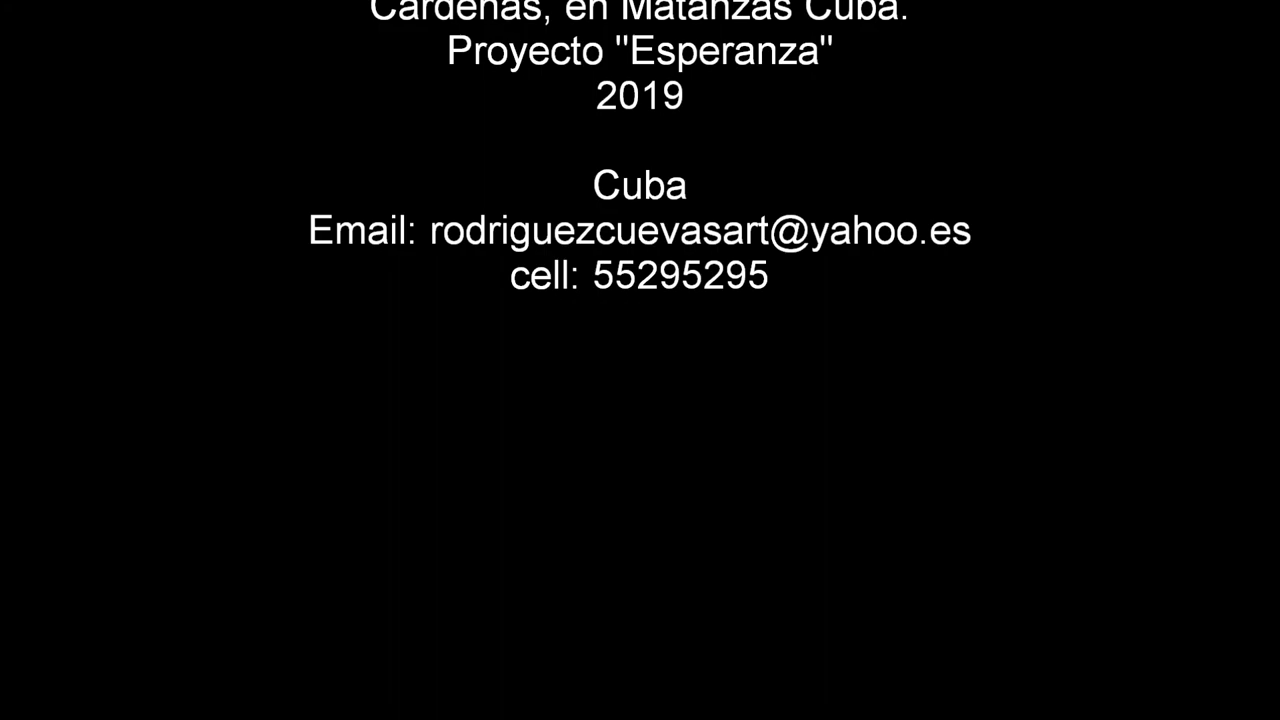 Cardenas, en Matanzas Cuba.
Proyecto "Esperanza"
2019
Cuba
Email: rodriguezcuevasart@yahoo.es
cell: 55295295